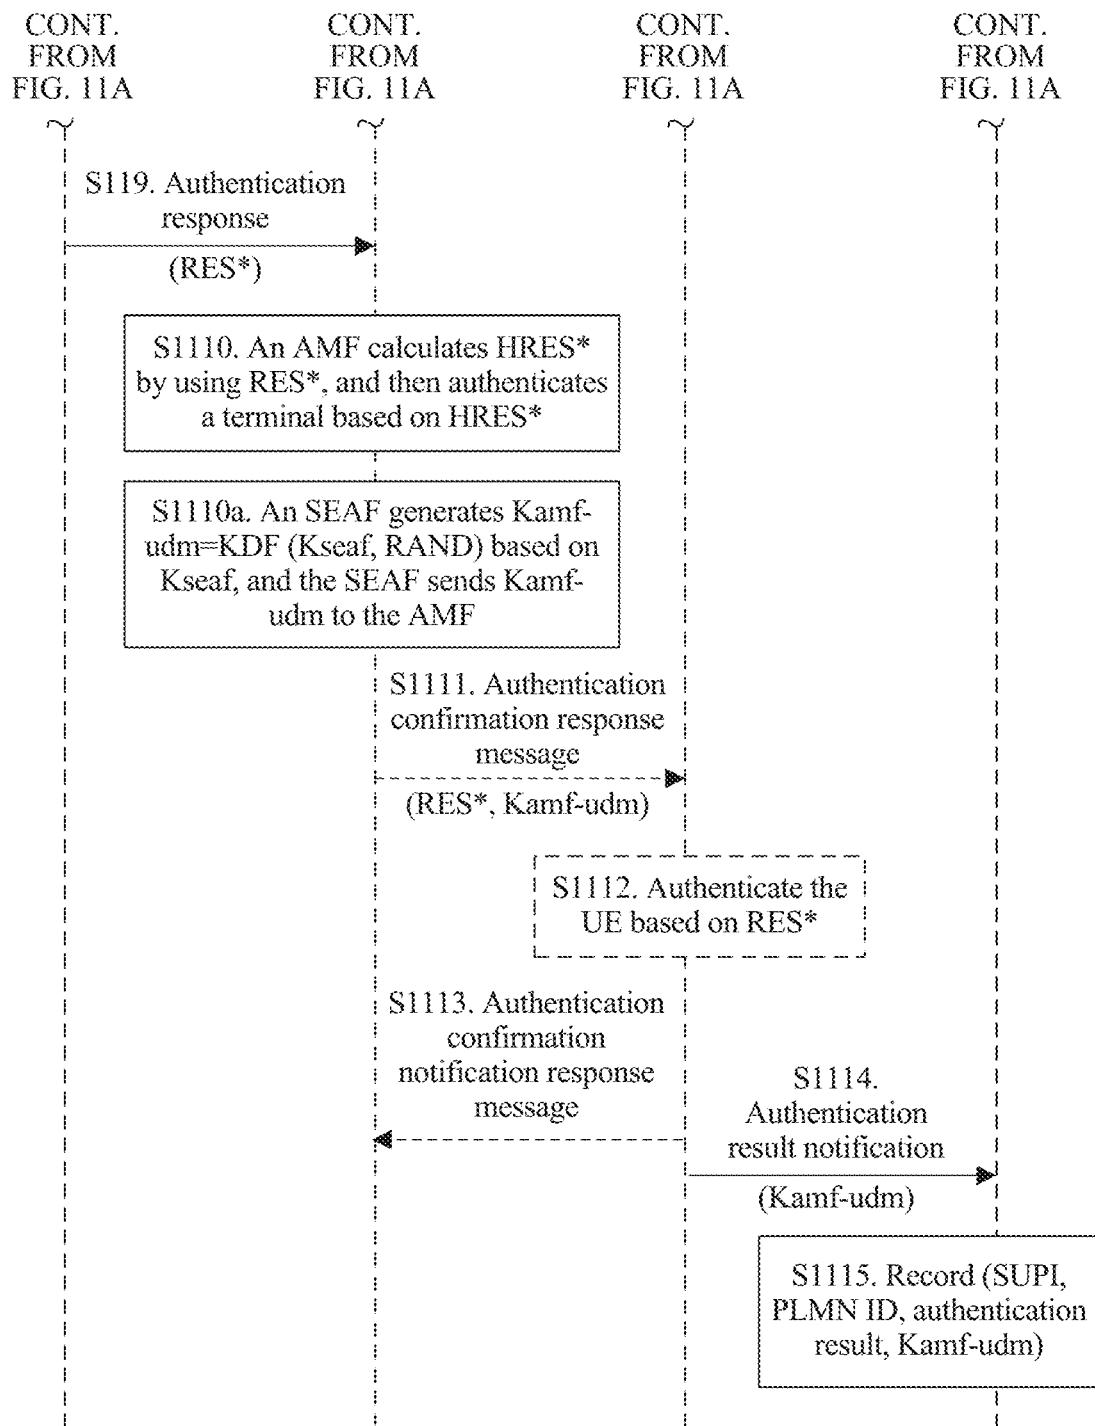 CONT.
FROM
FIG. 11A
CONT.
FROM
FIG. 11A
CONT.
FROM
FIG. 11A
CONT.
FROM
FIG. 11A
S119. Authentication
response
(RES*)
S1110. An AMF calculates HRES*
by using RES*, and then authenticates
a terminal based on HRES*
S1110a. An SEAF generates Kamf-
udm=KDF (Kseaf, RAND) based on
Kseaf, and the SEAF sends Kamf-
udm to the AMF
S1111. Authentication
confirmation response
message
(RES*, Kamf-udm)
S1112. Authenticate the
UE based on RES*
S1113. Authentication
confirmation
notification response
message
S1114.
Authentication
result notification
(Kamf-udm)
S1115. Record (SUPI,
PLMN ID, authentication
result, Kamf-udm)